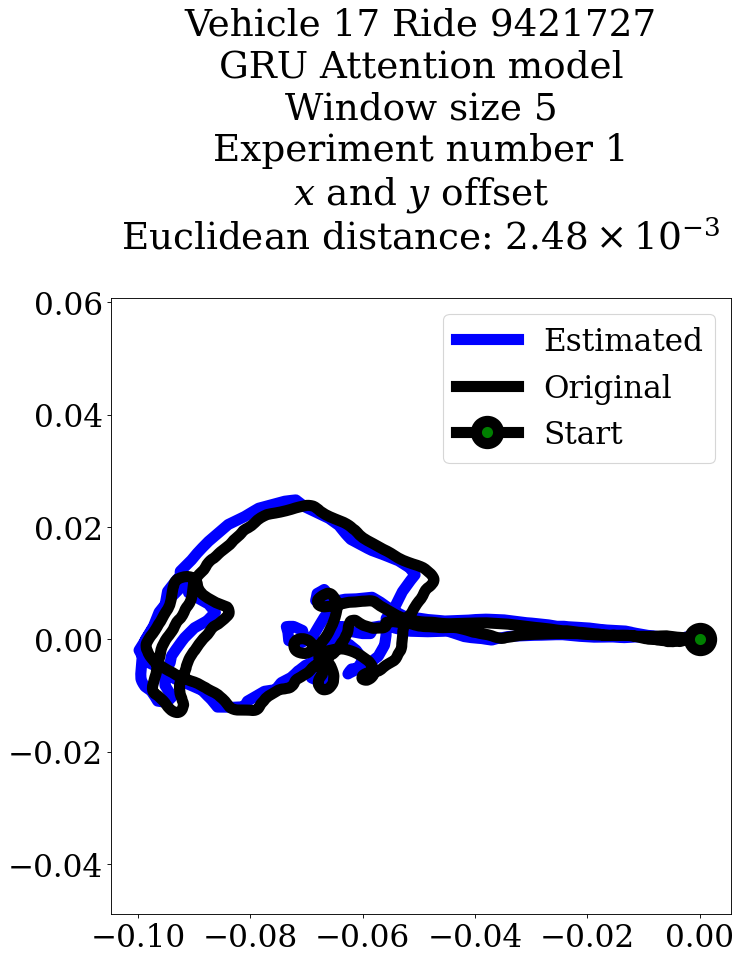 Vehicle 17 Ride 9421727
GRU Attention model
Window size 5
Experiment number 1
x and y offset
Euclidean distance: 2.48 × 10⁻³
0.06
0.04
0.02
0.00
−0.02
−0.04
Estimated
Original
Start
−0.10 −0.08 −0.06 −0.04 −0.02 0.00